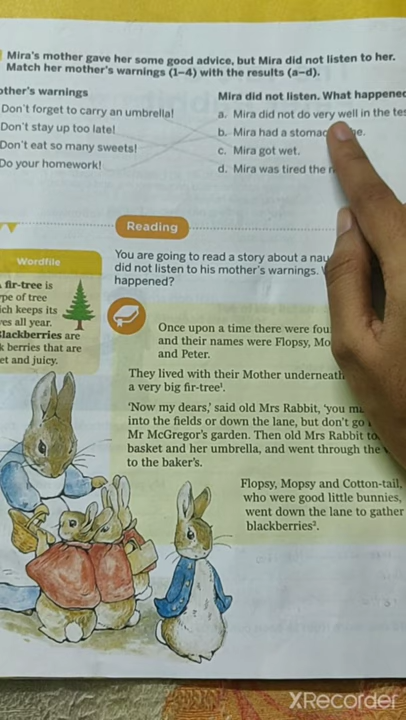 Mira's mother gave her some good advice, but Mira did not listen to her.
Match her mother's warnings (1–4) with the results (a–d).
other's warnings
Don't forget to carry an umbrella!
Don't stay up too late!
Don't eat so many sweets!
Do your homework!
Mira did not listen. What happened
a. Mira did not do very well in the tes
b. Mira had a stomac he.
c. Mira got wet.
d. Mira was tired the n
Reading
Wordfile
fir-tree is
pe of tree
ich keeps its
ves all year.
lackberries are
k berries that are
et and juicy.
You are going to read a story about a nau
did not listen to his mother's warnings.
happened?
Once upon a time there were fou
and their names were Flopsy, Mo
and Peter.
They lived with their Mother underneath
a very big fir-tree¹.
'Now my dears,' said old Mrs Rabbit, 'you m
into the fields or down the lane, but don't go
Mr McGregor's garden. Then old Mrs Rabbit to
basket and her umbrella, and went through the
to the baker's.
Flopsy, Mopsy and Cotton-tail,
who were good little bunnies,
went down the lane to gather
blackberries².
XRecorder